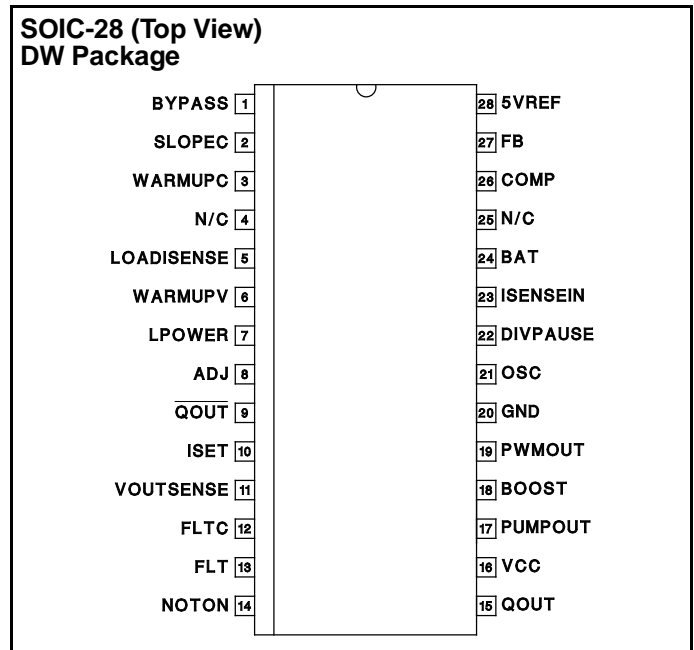 SOIC-28 (Top View)
DW Package
BYPASS 1 28 5VREF
SLOPEC 2 27 FB
WARMUPC 3 26 COMP
N/C 4 25 N/C
LOADISENSE 5 24 BAT
WARMUPV 6 23 ISENSEIN
LPOWER 7 22 DIVPAUSE
ADJ 8 21 OSC
QOUT 9 20 GND
ISET 10 19 PWMOUT
VOUTSENSE 11 18 BOOST
FLTC 12 17 PUMPOUT
FLT 13 16 VCC
NOTON 14 15 QOUT